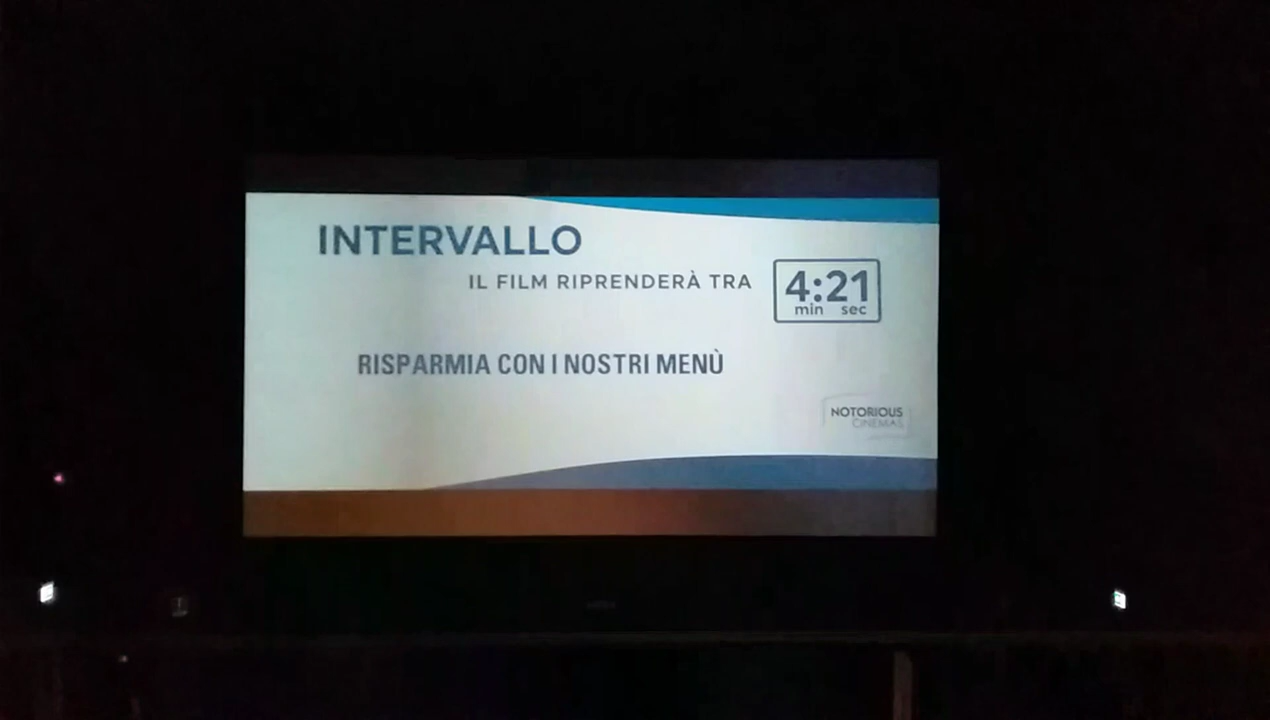 INTERVALLO
IL FILM RIPRENDERÀ TRA
4:21
min sec
RISPARMIA CON I NOSTRI MENÙ
NOTORIOUS
CINEMAS